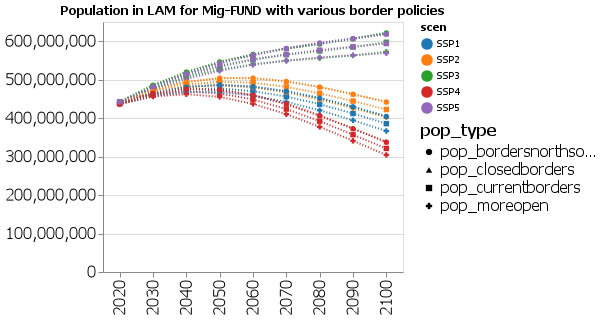 Population in LAM for Mig-FUND with various border policies
600,000,000
500,000,000
400,000,000
300,000,000
200,000,000
100,000,000
0
2020
2030
2040
2050
2060
2070
2080
2090
2100
scen
SSP1
SSP2
SSP3
SSP4
SSP5
pop_type
pop_bordersnorthso...
pop_closedborders
pop_currentborders
pop_moreopen